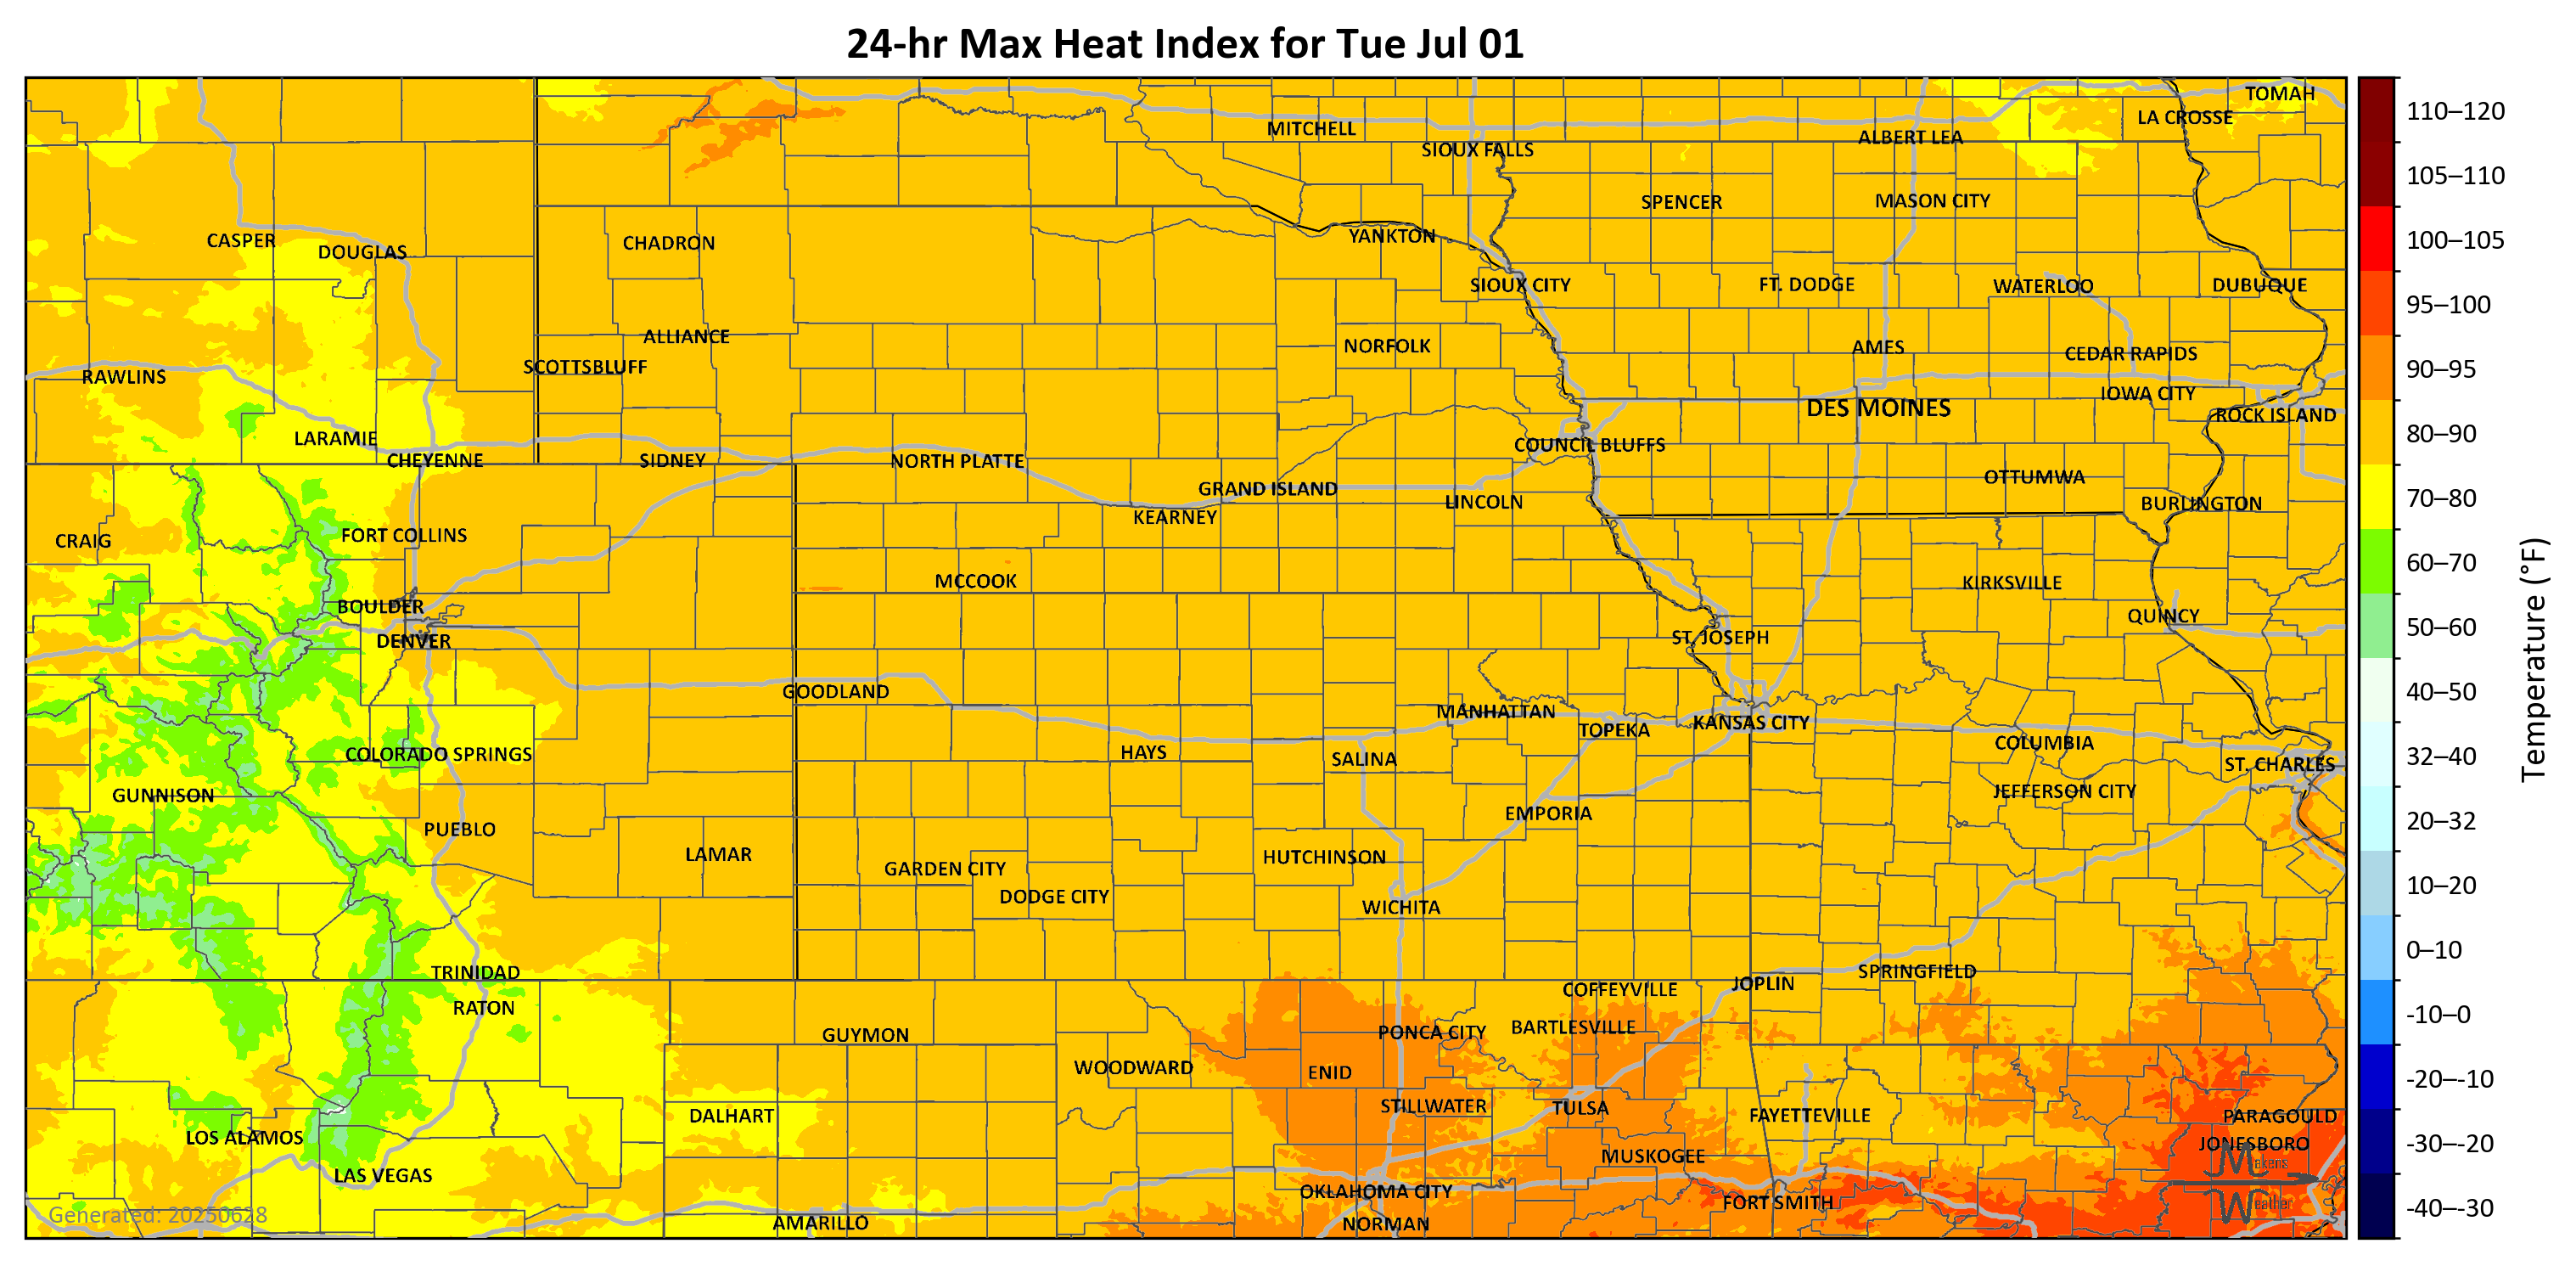 24-hr Max Heat Index for Tue Jul 01
TOMAH
LA CROSSE
MITCHELL
ALBERT LEA
SIOUX FALLS
SPENCER
MASON CITY
YANKTON
CASPER
CHADRON
DOUGLAS
SIOUX CITY
FT. DODGE
WATERLOO
DUBUQUE
ALLIANCE
NORFOLK
AMES
CEDAR RAPIDS
SCOTTSBLUFF
RAWLINS
IOWA CITY
DES MOINES
ROCK ISLAND
LARAMIE
COUNCIL BLUFFS
CHEYENNE
SIDNEY
NORTH PLATTE
OTTUMWA
GRAND ISLAND
LINCOLN
BURLINGTON
KEARNEY
FORT COLLINS
CRAIG
MCCOOK
KIRKSVILLE
BOULDER
QUINCY
DENVER
ST. JOSEPH
GOODLAND
MANHATTAN
KANSAS CITY
TOPEKA
COLUMBIA
COLORADO SPRINGS
HAYS
SALINA
ST. CHARLES
GUNNISON
JEFFERSON CITY
EMPORIA
PUEBLO
LAMAR
HUTCHINSON
GARDEN CITY
DODGE CITY
WICHITA
TRINIDAD
SPRINGFIELD
JOPLIN
COFFEYVILLE
RATON
GUYMON
PONCA CITY
BARTLESVILLE
WOODWARD
ENID
STILLWATER
TULSA
DALHART
FAYETTEVILLE
PARAGOULD
LOS ALAMOS
JONESBORO
MUSKOGEE
LAS VEGAS
OKLAHOMA CITY
FORT SMITH
AMARILLO
NORMAN
Makens
Weather
Generated: 20250628
110–120
105–110
100–105
95–100
90–95
80–90
70–80
60–70
50–60
40–50
32–40
20–32
10–20
0–10
-10–0
-20–-10
-30–-20
-40–-30
Temperature (°F)